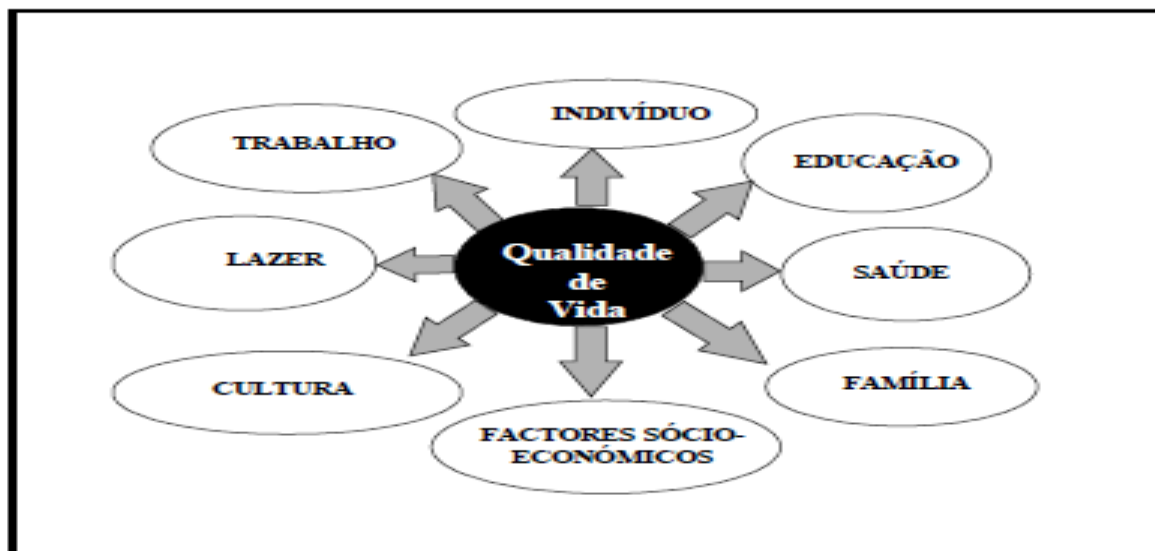 INDIVÍDUO
TRABALHO
EDUCAÇÃO
Qualidade
de
Vida
LAZER
SAÚDE
CULTURA
FAMÍLIA
FACTORES SÓCIO-
ECONÓMICOS